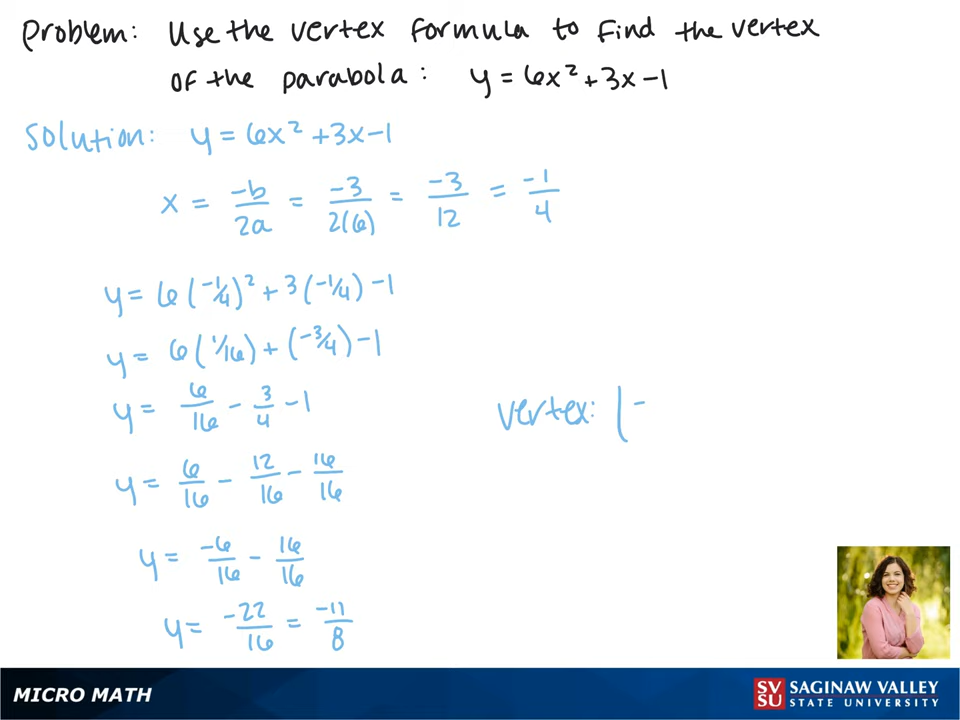 Problem: Use the vertex formula to find the vertex
of the parabola: y = 6x² + 3x - 1
Solution: y = 6x² + 3x - 1
x = -b/2a = -3/2(6) = -3/12 = -1/4
y = 6(-1/4)² + 3(-1/4) - 1
y = 6(1/16) + (-3/4) - 1
y = 6/16 - 3/4 - 1
vertex: (-
y = 6/16 - 12/16 - 16/16
y = -6/16 - 16/16
y = -22/16 = -11/8
MICRO MATH
SVSU SAGINAW VALLEY
STATE UNIVERSITY